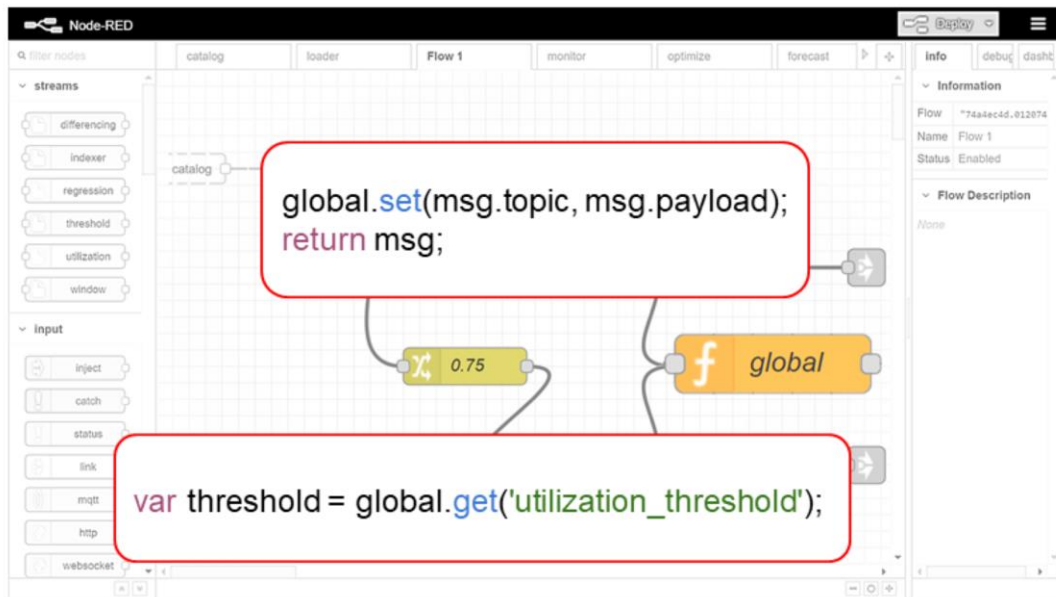 Node-RED
Deploy
filter nodes
catalog
loader
Flow 1
monitor
optimize
forecast
info
debug
dashb
streams
differencing
indexer
regression
threshold
utilization
window
input
inject
catch
status
link
mqtt
http
websocket
catalog
global.set(msg.topic, msg.payload);
return msg;
0.75
global
var threshold = global.get('utilization_threshold');
Information
Flow "74a4ec4d.012074
Name Flow 1
Status Enabled
Flow Description
None